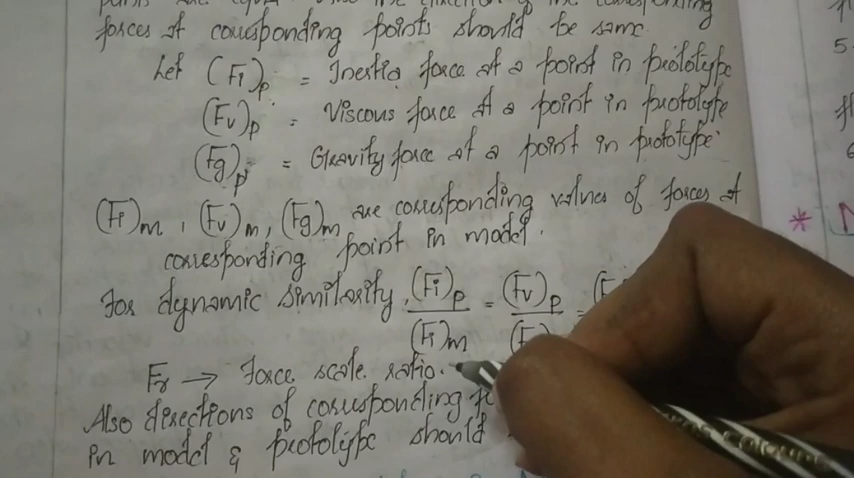 forces at corresponding points should be same.
Let (Fi)p = Inertia force at a point in prototype
(Fv)p = Viscous force at a point in prototype
(Fg)p = Gravity force at a point in prototype.
(Fi)m, (Fv)m, (Fg)m are corresponding values of forces at
corresponding point in model.
For dynamic similarity, (Fi)p/(Fi)m = (Fv)p/(F =
Fr → Force scale ratio.
Also directions of corresponding
in model & prototype should